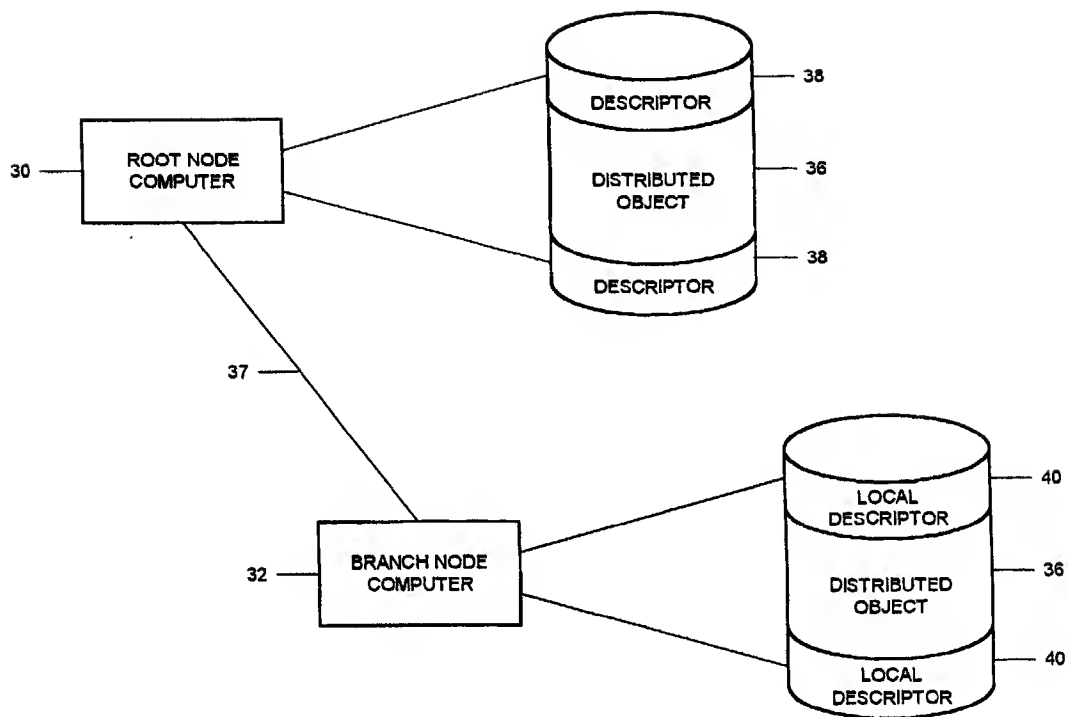 38
DESCRIPTOR
30
ROOT NODE
COMPUTER
36
DISTRIBUTED
OBJECT
38
DESCRIPTOR
37
40
LOCAL
DESCRIPTOR
32
BRANCH NODE
COMPUTER
36
DISTRIBUTED
OBJECT
40
LOCAL
DESCRIPTOR